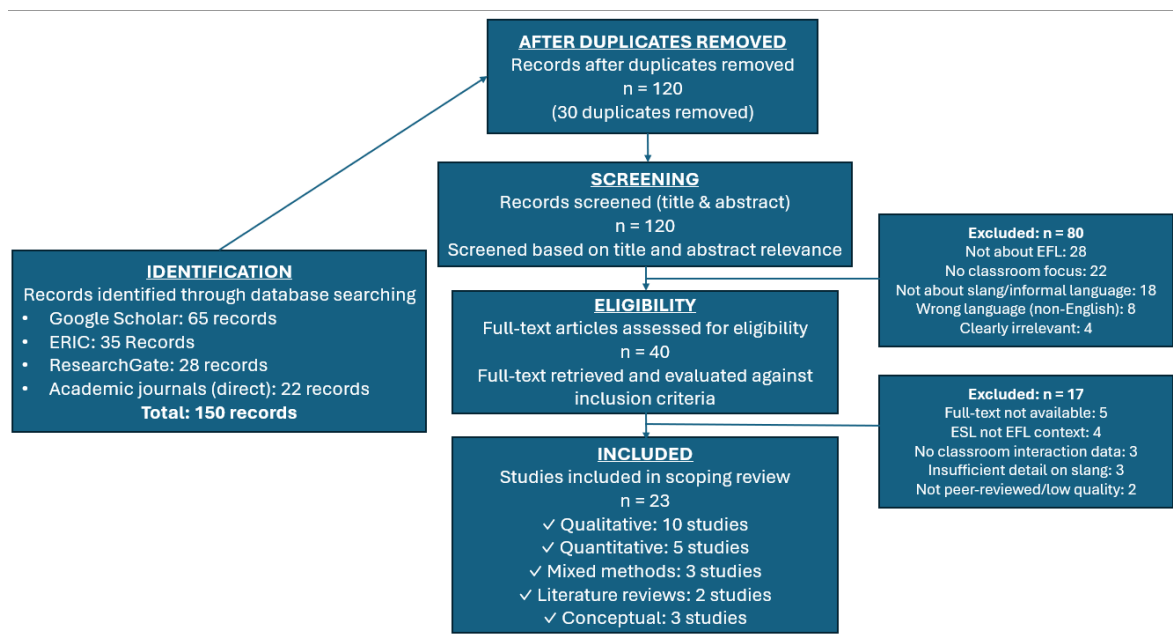 IDENTIFICATION
Records identified through database searching
• Google Scholar: 65 records
• ERIC: 35 Records
• ResearchGate: 28 records
• Academic journals (direct): 22 records
Total: 150 records
AFTER DUPLICATES REMOVED
Records after duplicates removed
n = 120
(30 duplicates removed)
SCREENING
Records screened (title & abstract)
n = 120
Screened based on title and abstract relevance
Excluded: n = 80
Not about EFL: 28
No classroom focus: 22
Not about slang/informal language: 18
Wrong language (non-English): 8
Clearly irrelevant: 4
ELIGIBILITY
Full-text articles assessed for eligibility
n = 40
Full-text retrieved and evaluated against
inclusion criteria
Excluded: n = 17
Full-text not available: 5
ESL not EFL context: 4
No classroom interaction data: 3
Insufficient detail on slang: 3
Not peer-reviewed/low quality: 2
INCLUDED
Studies included in scoping review
n = 23
✓ Qualitative: 10 studies
✓ Quantitative: 5 studies
✓ Mixed methods: 3 studies
✓ Literature reviews: 2 studies
✓ Conceptual: 3 studies